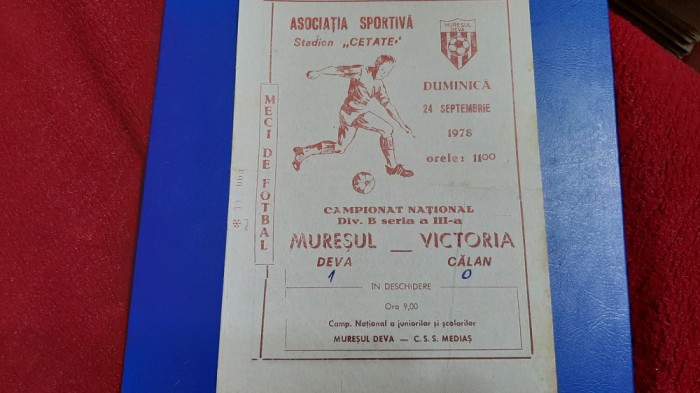 ASOCIAȚIA SPORTIVĂ
Stadion „CETATE”
MUREȘUL
DEVA
DUMINICĂ
24 SEPTEMBRIE
1978
orele: 1100
MECI DE FOTBAL
CAMPIONAT NAȚIONAL
Div. B seria a III-a
MUREȘUL — VICTORIA
DEVA CĂLAN
1 0
ÎN DESCHIDERE
Ora 9,00
Camp. Național a juniorilor și școlarilor
MUREȘUL DEVA — C. S. S. MEDIAȘ